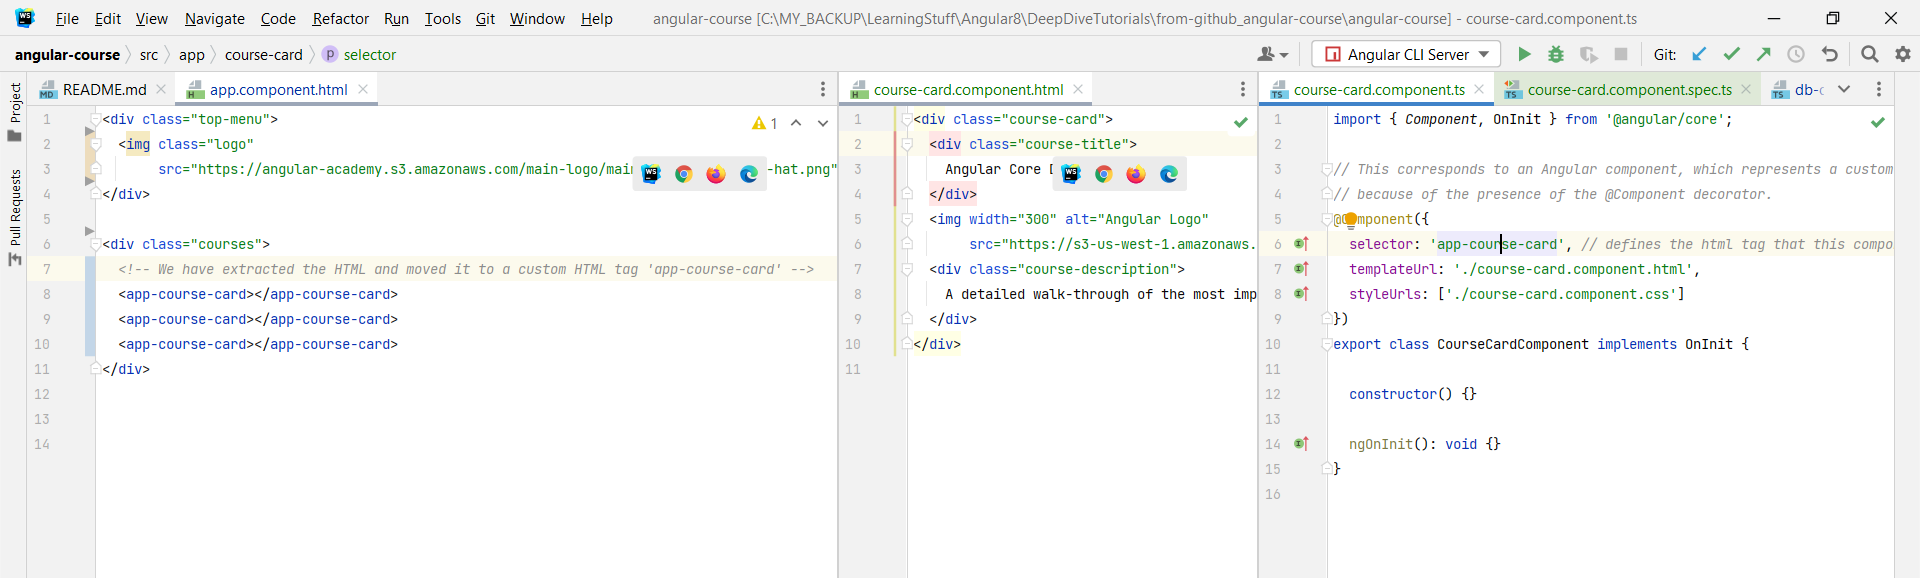 File Edit View Navigate Code Refactor Run Tools Git Window Help angular-course [C:\MY_BACKUP\LearningStuff\Angular8\DeepDiveTutorials\from-github_angular-course\angular-course] - course-card.component.ts
angular-course src app course-card p selector Angular CLI Server Git:
Project
Pull Requests
README.md app.component.html
1 <div class="top-menu">
2 <img class="logo"
3 src="https://angular-academy.s3.amazonaws.com/main-logo/main -hat.png"
4 </div>
5
6 <div class="courses">
7 <!-- We have extracted the HTML and moved it to a custom HTML tag 'app-course-card' -->
8 <app-course-card></app-course-card>
9 <app-course-card></app-course-card>
10 <app-course-card></app-course-card>
11 </div>
12
13
14
1
course-card.component.html
1 <div class="course-card">
2 <div class="course-title">
3 Angular Core
4 </div>
5 <img width="300" alt="Angular Logo"
6 src="https://s3-us-west-1.amazonaws.
7 <div class="course-description">
8 A detailed walk-through of the most imp
9 </div>
10 </div>
11
course-card.component.ts course-card.component.spec.ts db-c
1 import { Component, OnInit } from '@angular/core';
2
3 // This corresponds to an Angular component, which represents a custom
4 // because of the presence of the @Component decorator.
5 @Component({
6 selector: 'app-course-card', // defines the html tag that this compo
7 templateUrl: './course-card.component.html',
8 styleUrls: ['./course-card.component.css']
9 })
10 export class CourseCardComponent implements OnInit {
11
12 constructor() {}
13
14 ngOnInit(): void {}
15 }
16